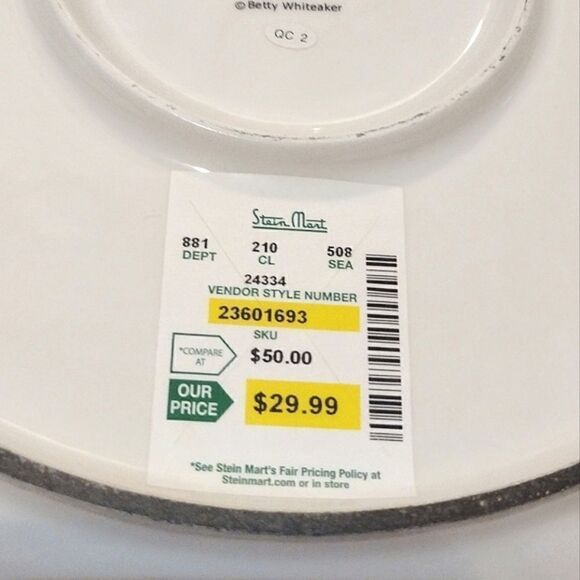 © Betty Whiteaker
QC 2
Stein Mart
881 210 508
DEPT CL SEA
24334
VENDOR STYLE NUMBER
23601693
SKU
*COMPARE
AT
$50.00
OUR
PRICE
$29.99
*See Stein Mart's Fair Pricing Policy at
Steinmart.com or in store